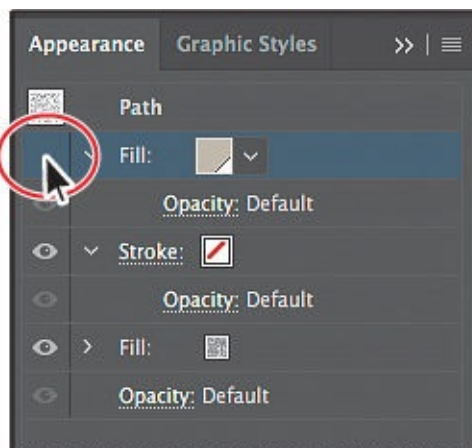 Appearance Graphic Styles
Path
Fill:
Opacity: Default
Stroke:
Opacity: Default
Fill:
Opacity: Default